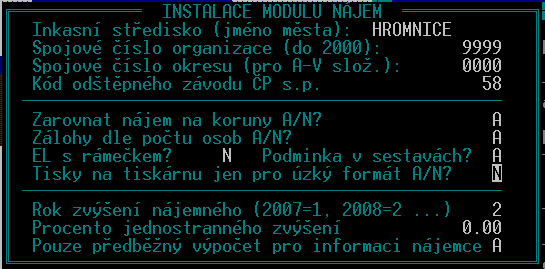 INSTALACE MODULU NÁJEM
Inkasní středisko (jméno města): HROMNICE
Spojové číslo organizace (do 2000): 9999
Spojové číslo okresu (pro A-V slož.): 0000
Kód odštěpného závodu ČP s.p. 58
Zarovnat nájem na koruny A/N? A
Zálohy dle počtu osob A/N? A
EL s rámečkem? N Podmínka v sestavách? A
Tisky na tiskárnu jen pro úzký formát A/N? N
Rok zvýšení nájemného (2007=1, 2008=2 ...) 2
Procento jednostranného zvýšení 0.00
Pouze předběžný výpočet pro informaci nájemce A